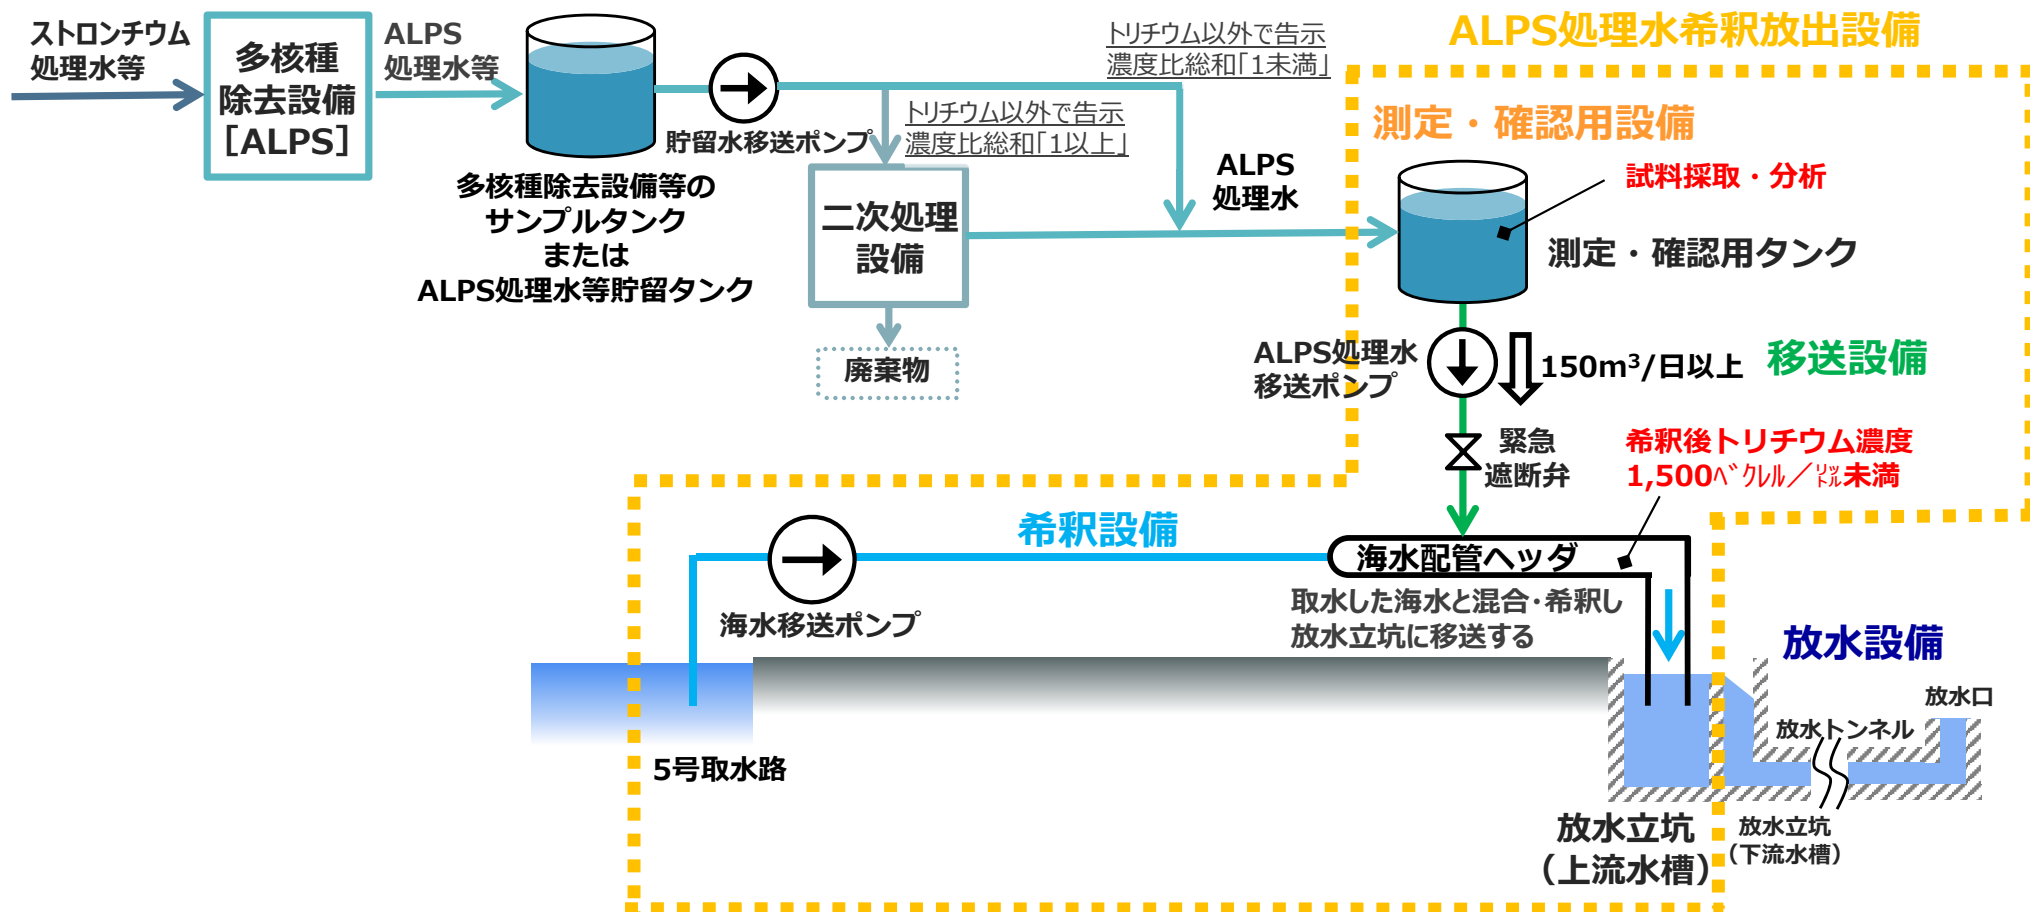 ストロンチウム
処理水等
多核種
除去設備
［ALPS］
ALPS
処理水等
貯留水移送ポンプ
多核種除去設備等の
サンプルタンク
または
ALPS処理水等貯留タンク
トリチウム以外で告示
濃度比総和「1未満」
トリチウム以外で告示
濃度比総和「1以上」
二次処理
設備
廃棄物
ALPS
処理水
ALPS処理水希釈放出設備
測定・確認用設備
試料採取・分析
測定・確認用タンク
ALPS処理水
移送ポンプ
150m³/日以上
移送設備
緊急
遮断弁
希釈後トリチウム濃度
1,500ﾍﾞｸﾚﾙ／㍑未満
希釈設備
海水移送ポンプ
海水配管ヘッダ
取水した海水と混合･希釈し
放水立坑に移送する
5号取水路
放水設備
放水口
放水トンネル
放水立坑
（上流水槽）
放水立坑
（下流水槽）